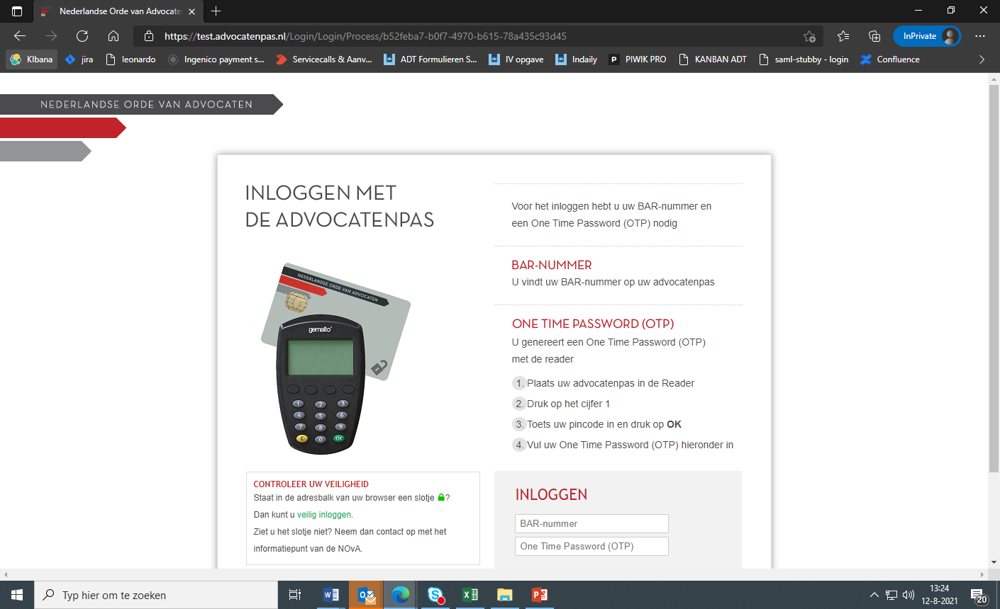 Nederlandse Orde van Advocate
https://test.advocatenpas.nl/Login/Login/Process/b52feba7-b0f7-4970-b615-78a435c93d45
InPrivate
KIbana
jira
leonardo
Ingenico payment s...
Servicecalls & Aanv...
ADT Formulieren S...
IV opgave
Indaily
PIWIK PRO
KANBAN ADT
saml-stubby - login
Confluence
NEDERLANDSE ORDE VAN ADVOCATEN
INLOGGEN MET
DE ADVOCATENPAS
NEDERLANDSE ORDE VAN ADVOCATEN
gemalto
1 2 3
4 5 6
7 8 9
C 0 OK
CONTROLEER UW VEILIGHEID
Staat in de adresbalk van uw browser een slotje ?
Dan kunt u veilig inloggen.
Ziet u het slotje niet? Neem dan contact op met het
informatiepunt van de NOvA.
Voor het inloggen hebt u uw BAR-nummer en
een One Time Password (OTP) nodig
BAR-NUMMER
U vindt uw BAR-nummer op uw advocatenpas
ONE TIME PASSWORD (OTP)
U genereert een One Time Password (OTP)
met de reader
1. Plaats uw advocatenpas in de Reader
2. Druk op het cijfer 1
3. Toets uw pincode in en druk op OK
4. Vul uw One Time Password (OTP) hieronder in
INLOGGEN
BAR-nummer
One Time Password (OTP)
Typ hier om te zoeken
13:24
12-8-2021
20